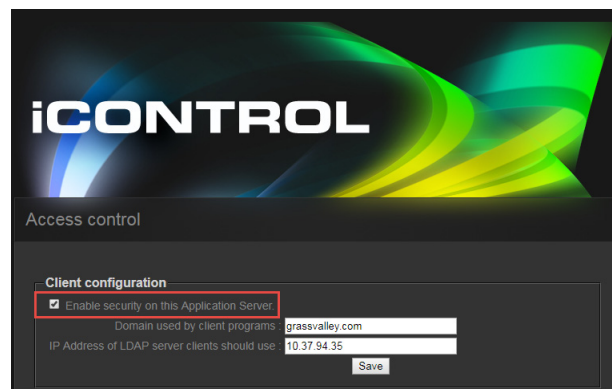 iCONTROL
Access control
Client configuration
Enable security on this Application Server.
Domain used by client programs : grassvalley.com
IP Address of LDAP server clients should use : 10.37.94.35
Save